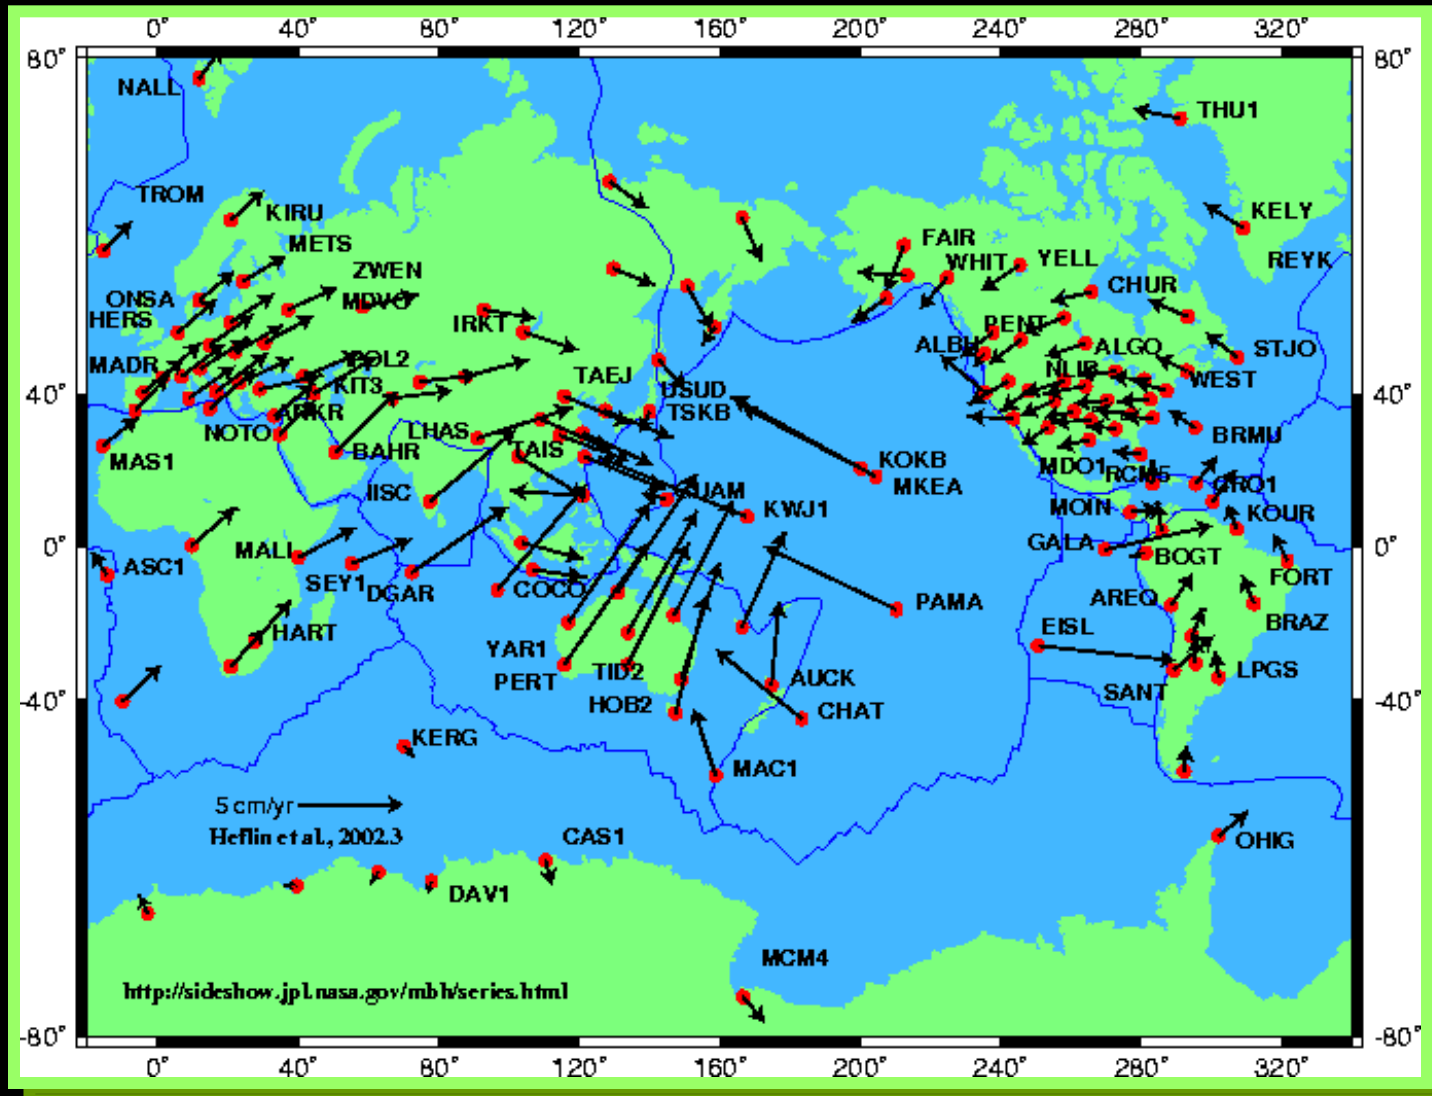 0° 40° 80° 120° 160° 200° 240° 280° 320°
80° 80°
NALL
THU1
TROM
KIRU
KELY
METS
FAIR
REYK
ZWEN
WHIT
YELL
ONSA
MDVO
CHUR
HERS
IRKT
PENT
ALBH
ALGO
STJO
MADR
POL2
TAEJ
NLIB
WEST
KIT3
USUD
40° 40°
ANKR
TSKB
NOTO
LHAS
BRMU
BAHR
TAIS
MAS1
KOKB
MDO1
RCM5
IISC
GUAM
MKEA
CRO1
MOIN
KWJ1
KOUR
GALA
0° 0°
MALI
BOGT
ASC1
SEY1
DGAR
COCO
FORT
PAMA
AREQ
HART
EISL
BRAZ
YAR1
TID2
LPGS
PERT
AUCK
SANT
-40° -40°
HOB2
CHAT
KERG
MAC1
5 cm/yr
Heflin et al., 2002.3
CAS1
OHIG
DAV1
MCM4
http://sideshow.jpl.nasa.gov/mbh/series.html
-80° -80°
0° 40° 80° 120° 160° 200° 240° 280° 320°